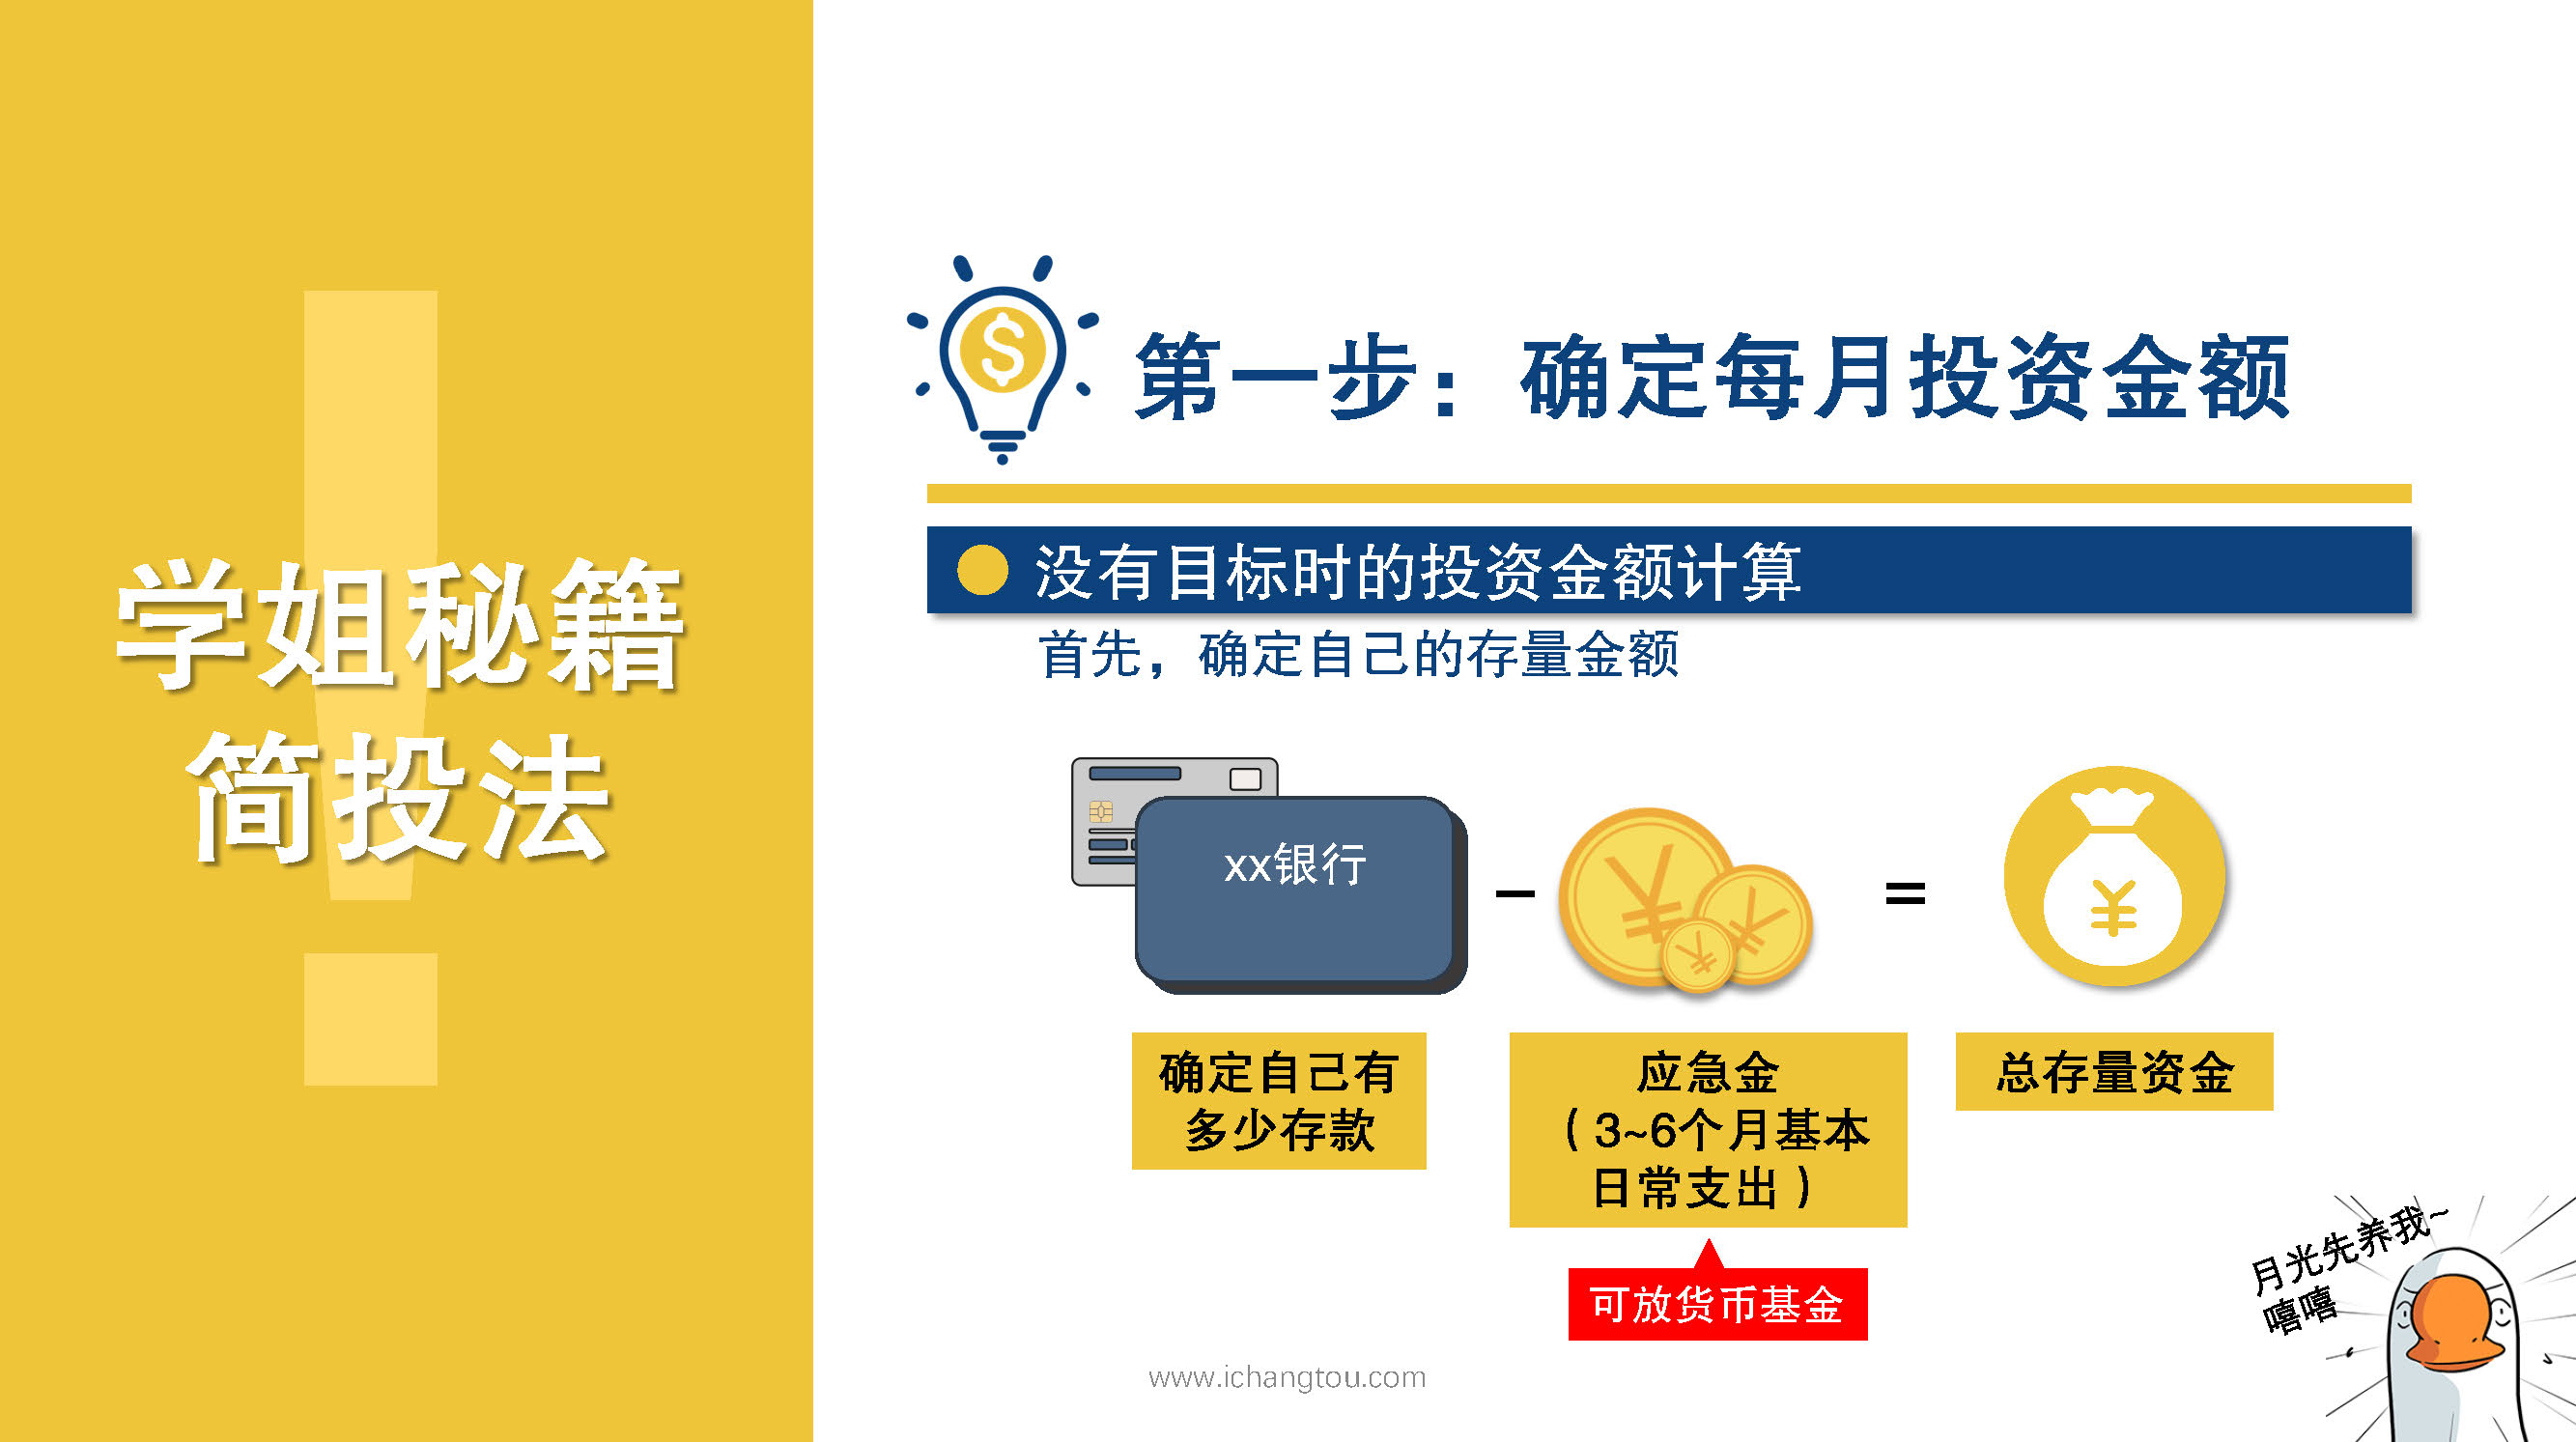 学姐秘籍
简投法
第一步：确定每月投资金额
没有目标时的投资金额计算
首先，确定自己的存量金额
xx银行
－
=
确定自己有
多少存款
应急金
（3~6个月基本
日常支出）
总存量资金
可放货币基金
月光先养我~
嘻嘻
www.ichangtou.com